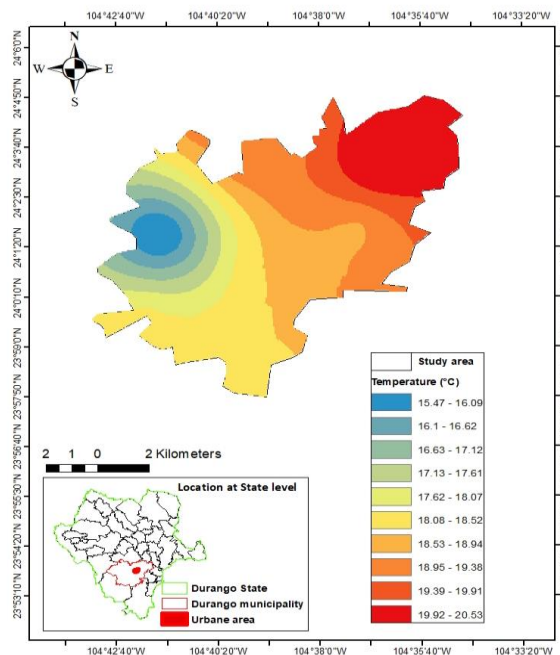 104°42'40"W 104°40'20"W 104°38'0"W 104°35'40"W 104°33'20"W
24°6'0"N
24°4'50"N
24°3'40"N
24°2'30"N
24°1'20"N
24°0'10"N
23°59'0"N
23°57'50"N
23°56'40"N
23°55'30"N
23°54'20"N
23°53'10"N
N
W E
S
Study area
Temperature (°C)
15.47 - 16.09
16.1 - 16.62
16.63 - 17.12
17.13 - 17.61
17.62 - 18.07
18.08 - 18.52
18.53 - 18.94
18.95 - 19.38
19.39 - 19.91
19.92 - 20.53
2 1 0 2 Kilometers
Location at State level
Durango State
Durango municipality
Urbane area
104°42'40"W 104°40'20"W 104°38'0"W 104°35'40"W 104°33'20"W